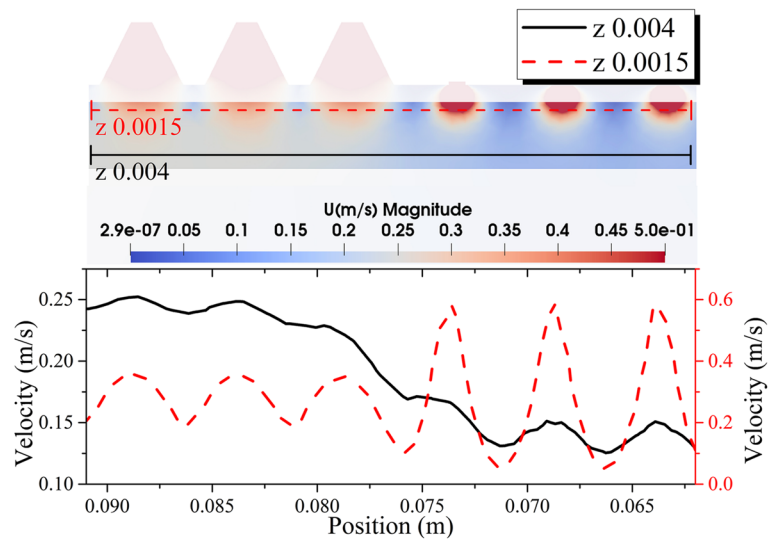 z 0.004
z 0.0015
z 0.0015
z 0.004
U(m/s) Magnitude
2.9e-07 0.05 0.1 0.15 0.2 0.25 0.3 0.35 0.4 0.45 5.0e-01
Velocity (m/s)
0.25
0.20
0.15
0.10
0.6
0.4
0.2
0.0
Velocity (m/s)
0.090 0.085 0.080 0.075 0.070 0.065
Position (m)